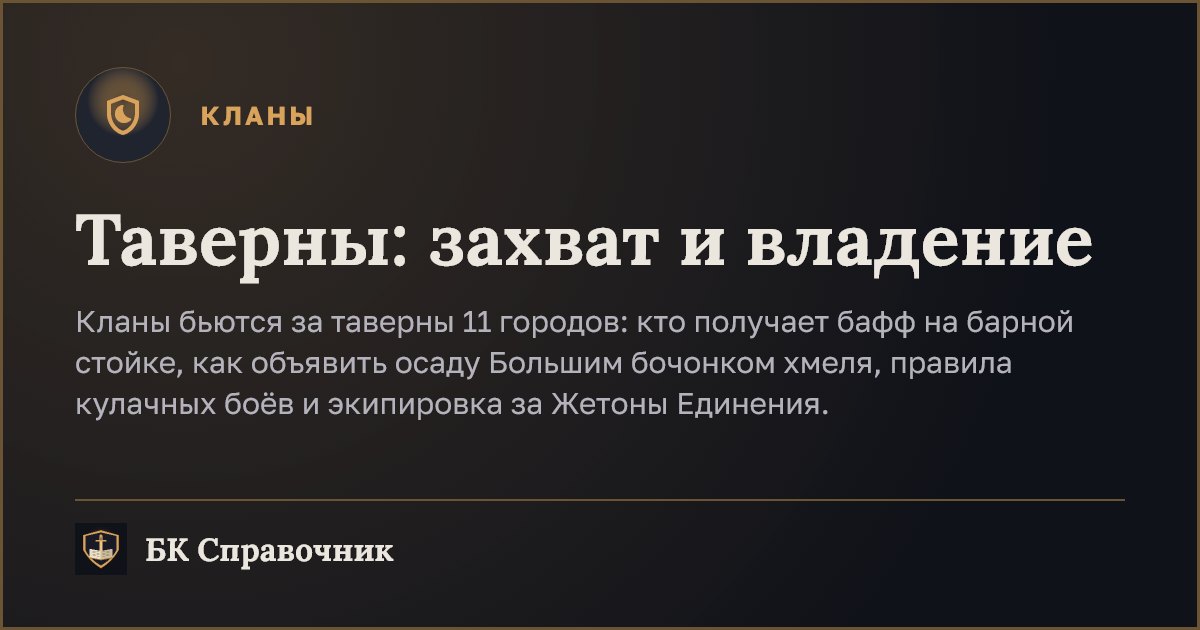 КЛАНЫ
Таверны: захват и владение
Кланы бьются за таверны 11 городов: кто получает бафф на барной
стойке, как объявить осаду Большим бочонком хмеля, правила
кулачных боёв и экипировка за Жетоны Единения.
БК Справочник